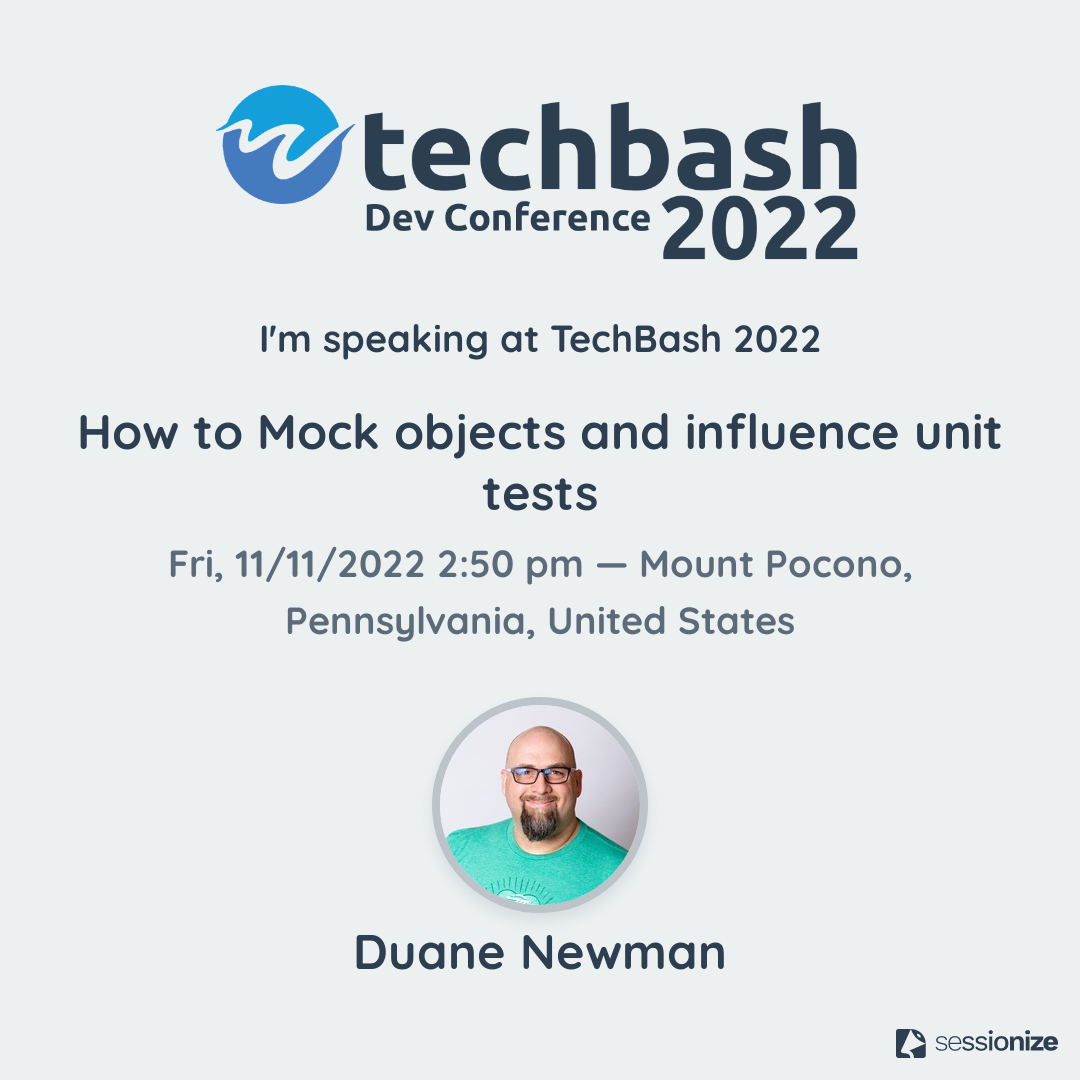 techbash
Dev Conference 2022
I'm speaking at TechBash 2022
How to Mock objects and influence unit
tests
Fri, 11/11/2022 2:50 pm — Mount Pocono,
Pennsylvania, United States
Duane Newman
sessionize